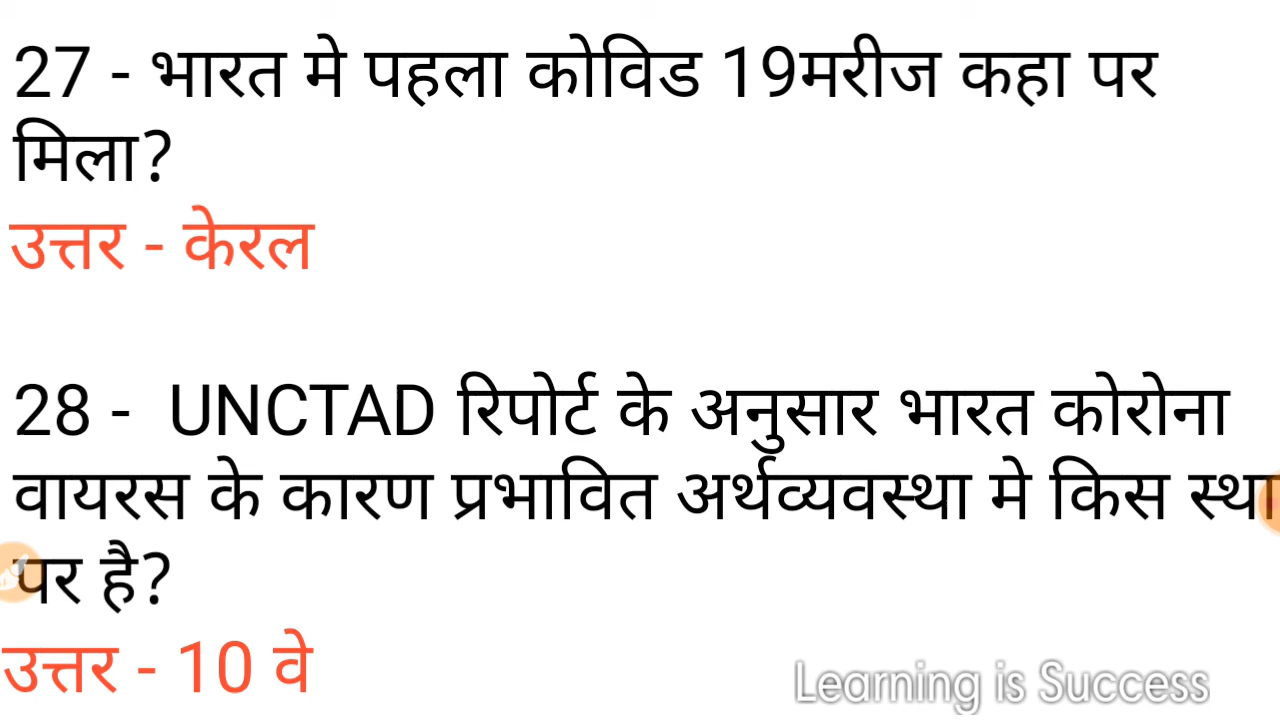 27 - भारत मे पहला कोविड 19मरीज कहा पर
मिला?
उत्तर - केरल
28 - UNCTAD रिपोर्ट के अनुसार भारत कोरोना
वायरस के कारण प्रभावित अर्थव्यवस्था मे किस
पर है?
उत्तर - 10 वे
Learning is Success